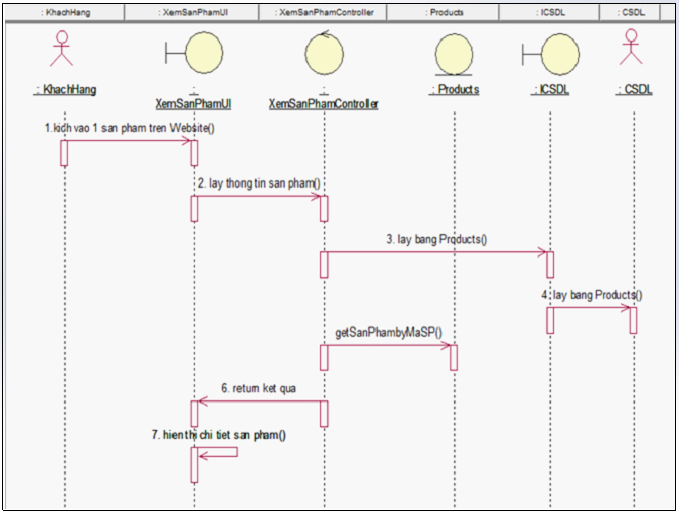 : KhachHang
: XemSanPhamUI
: XemSanPhamController
: Products
: ICSDL
: CSDL
: KhachHang
:
XemSanPhamUI
:
XemSanPhamController
: Products
: ICSDL
: CSDL
1.kich vao 1 san pham tren Website()
2. lay thong tin san pham()
3. lay bang Products()
4. lay bang Products()
getSanPhambyMaSP()
6. return ket qua
7. hien thi chi tiet san pham()